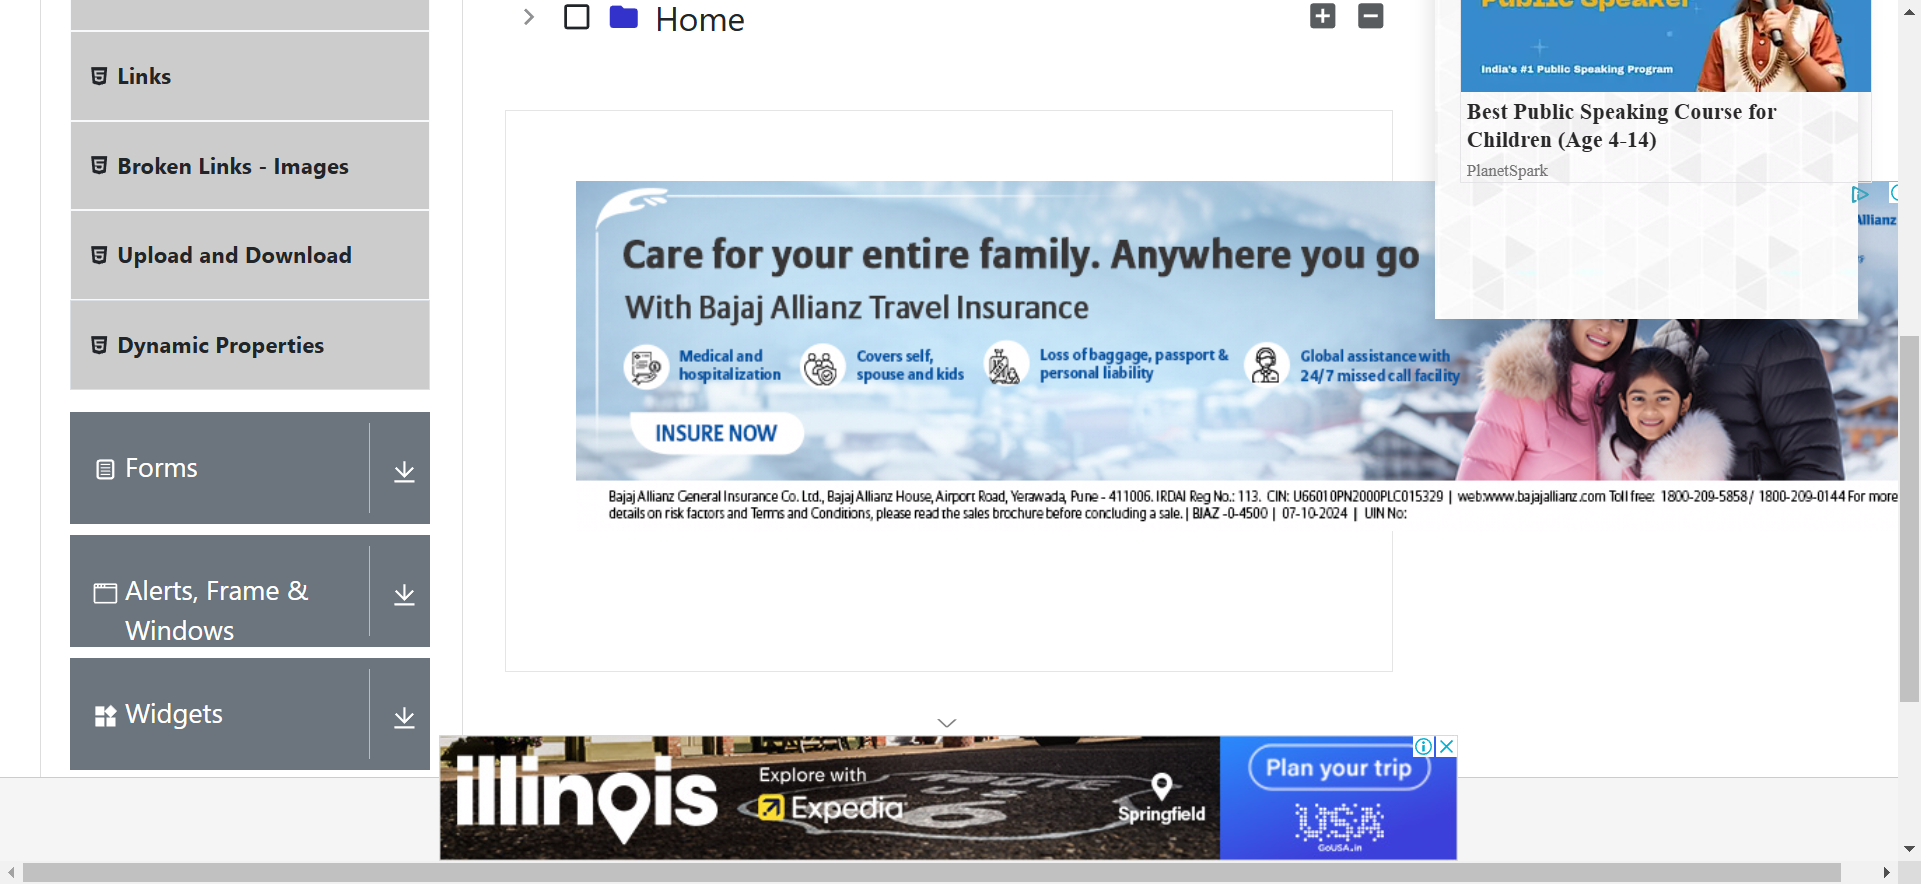 Links
Broken Links - Images
Upload and Download
Dynamic Properties
Forms
Alerts, Frame &
Windows
Widgets
Home
India's #1 Public Speaking Program
Best Public Speaking Course for
Children (Age 4-14)
PlanetSpark
Allianz
Care for your entire family. Anywhere you go
With Bajaj Allianz Travel Insurance
Medical and
hospitalization
Covers self,
spouse and kids
Loss of baggage, passport &
personal liability
Global assistance with
24/7 missed call facility
INSURE NOW
Bajaj Allianz General Insurance Co. Ltd., Bajaj Allianz House, Airport Road, Yerawada, Pune - 411006. IRDAI Reg No.: 113. CIN: U66010PN2000PLC015329 | web:www.bajajallianz.com Toll free: 1800-209-5858 / 1800-209-0144 For more
details on risk factors and Terms and Conditions, please read the sales brochure before concluding a sale. | BJAZ -O-4500 | 07-10-2024 | UIN No:
illinois
Explore with
Expedia
Springfield
Plan your trip
USA
GoUSA.in